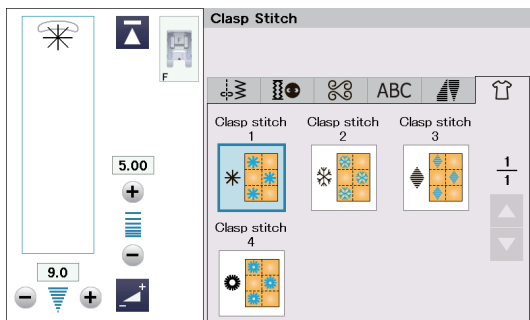 Clasp Stitch
F
ABC
Clasp stitch
1
Clasp stitch
2
Clasp stitch
3
5.00
1
1
Clasp stitch
4
9.0